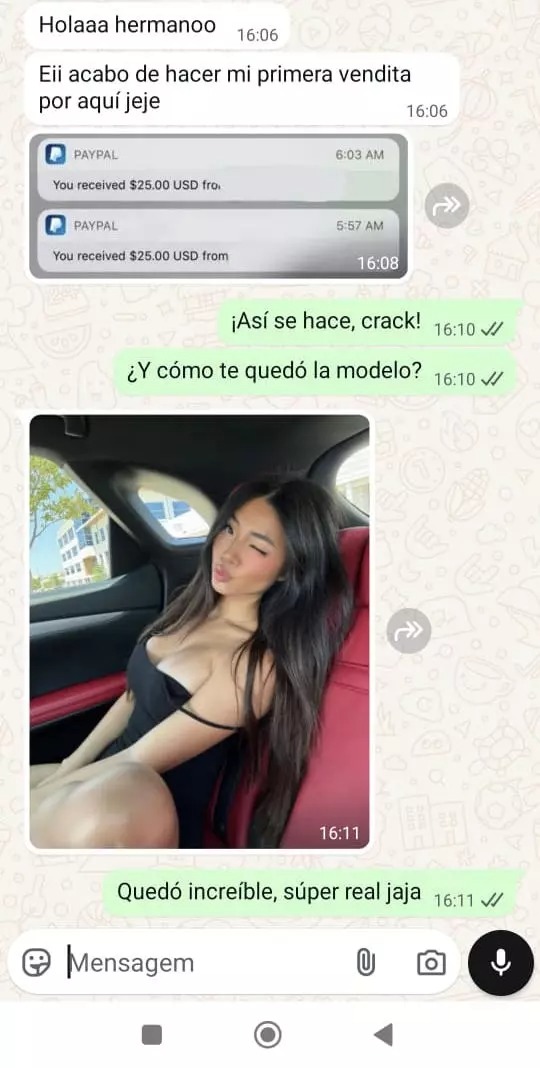 Holaaa hermanoo 16:06
Eii acabo de hacer mi primera vendita
por aquí jeje 16:06
PAYPAL 6:03 AM
You received $25.00 USD
PAYPAL 5:57 AM
You received $25.00 USD from
16:08
¡Así se hace, crack! 16:10
¿Y cómo te quedó la modelo? 16:10
16:11
Quedó increíble, súper real jaja 16:11
Mensagem